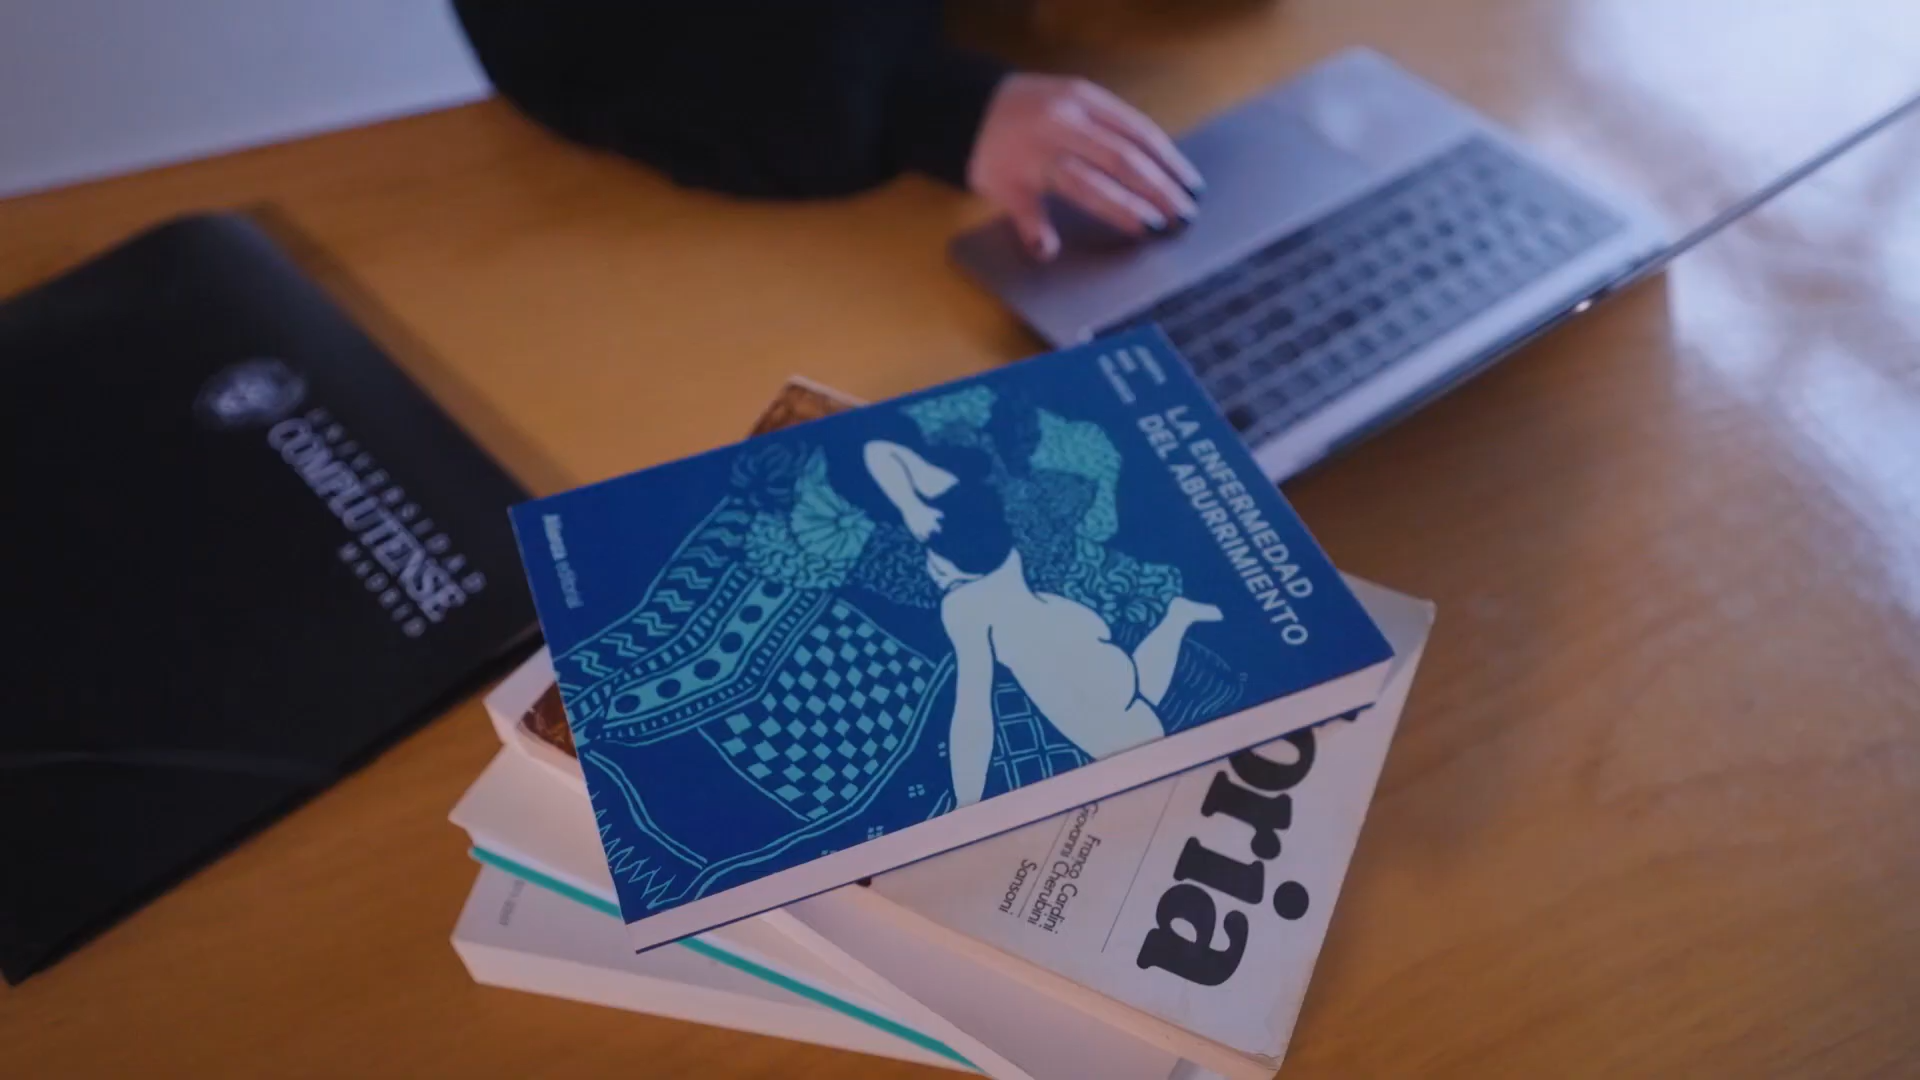 UNIVERSIDAD
COMPLUTENSE
MADRID
LA ENFERMEDAD
DEL ABURRIMIENTO
Alianza editorial
oria
Franco Cardini
Giovanni Cherubini
Sansoni